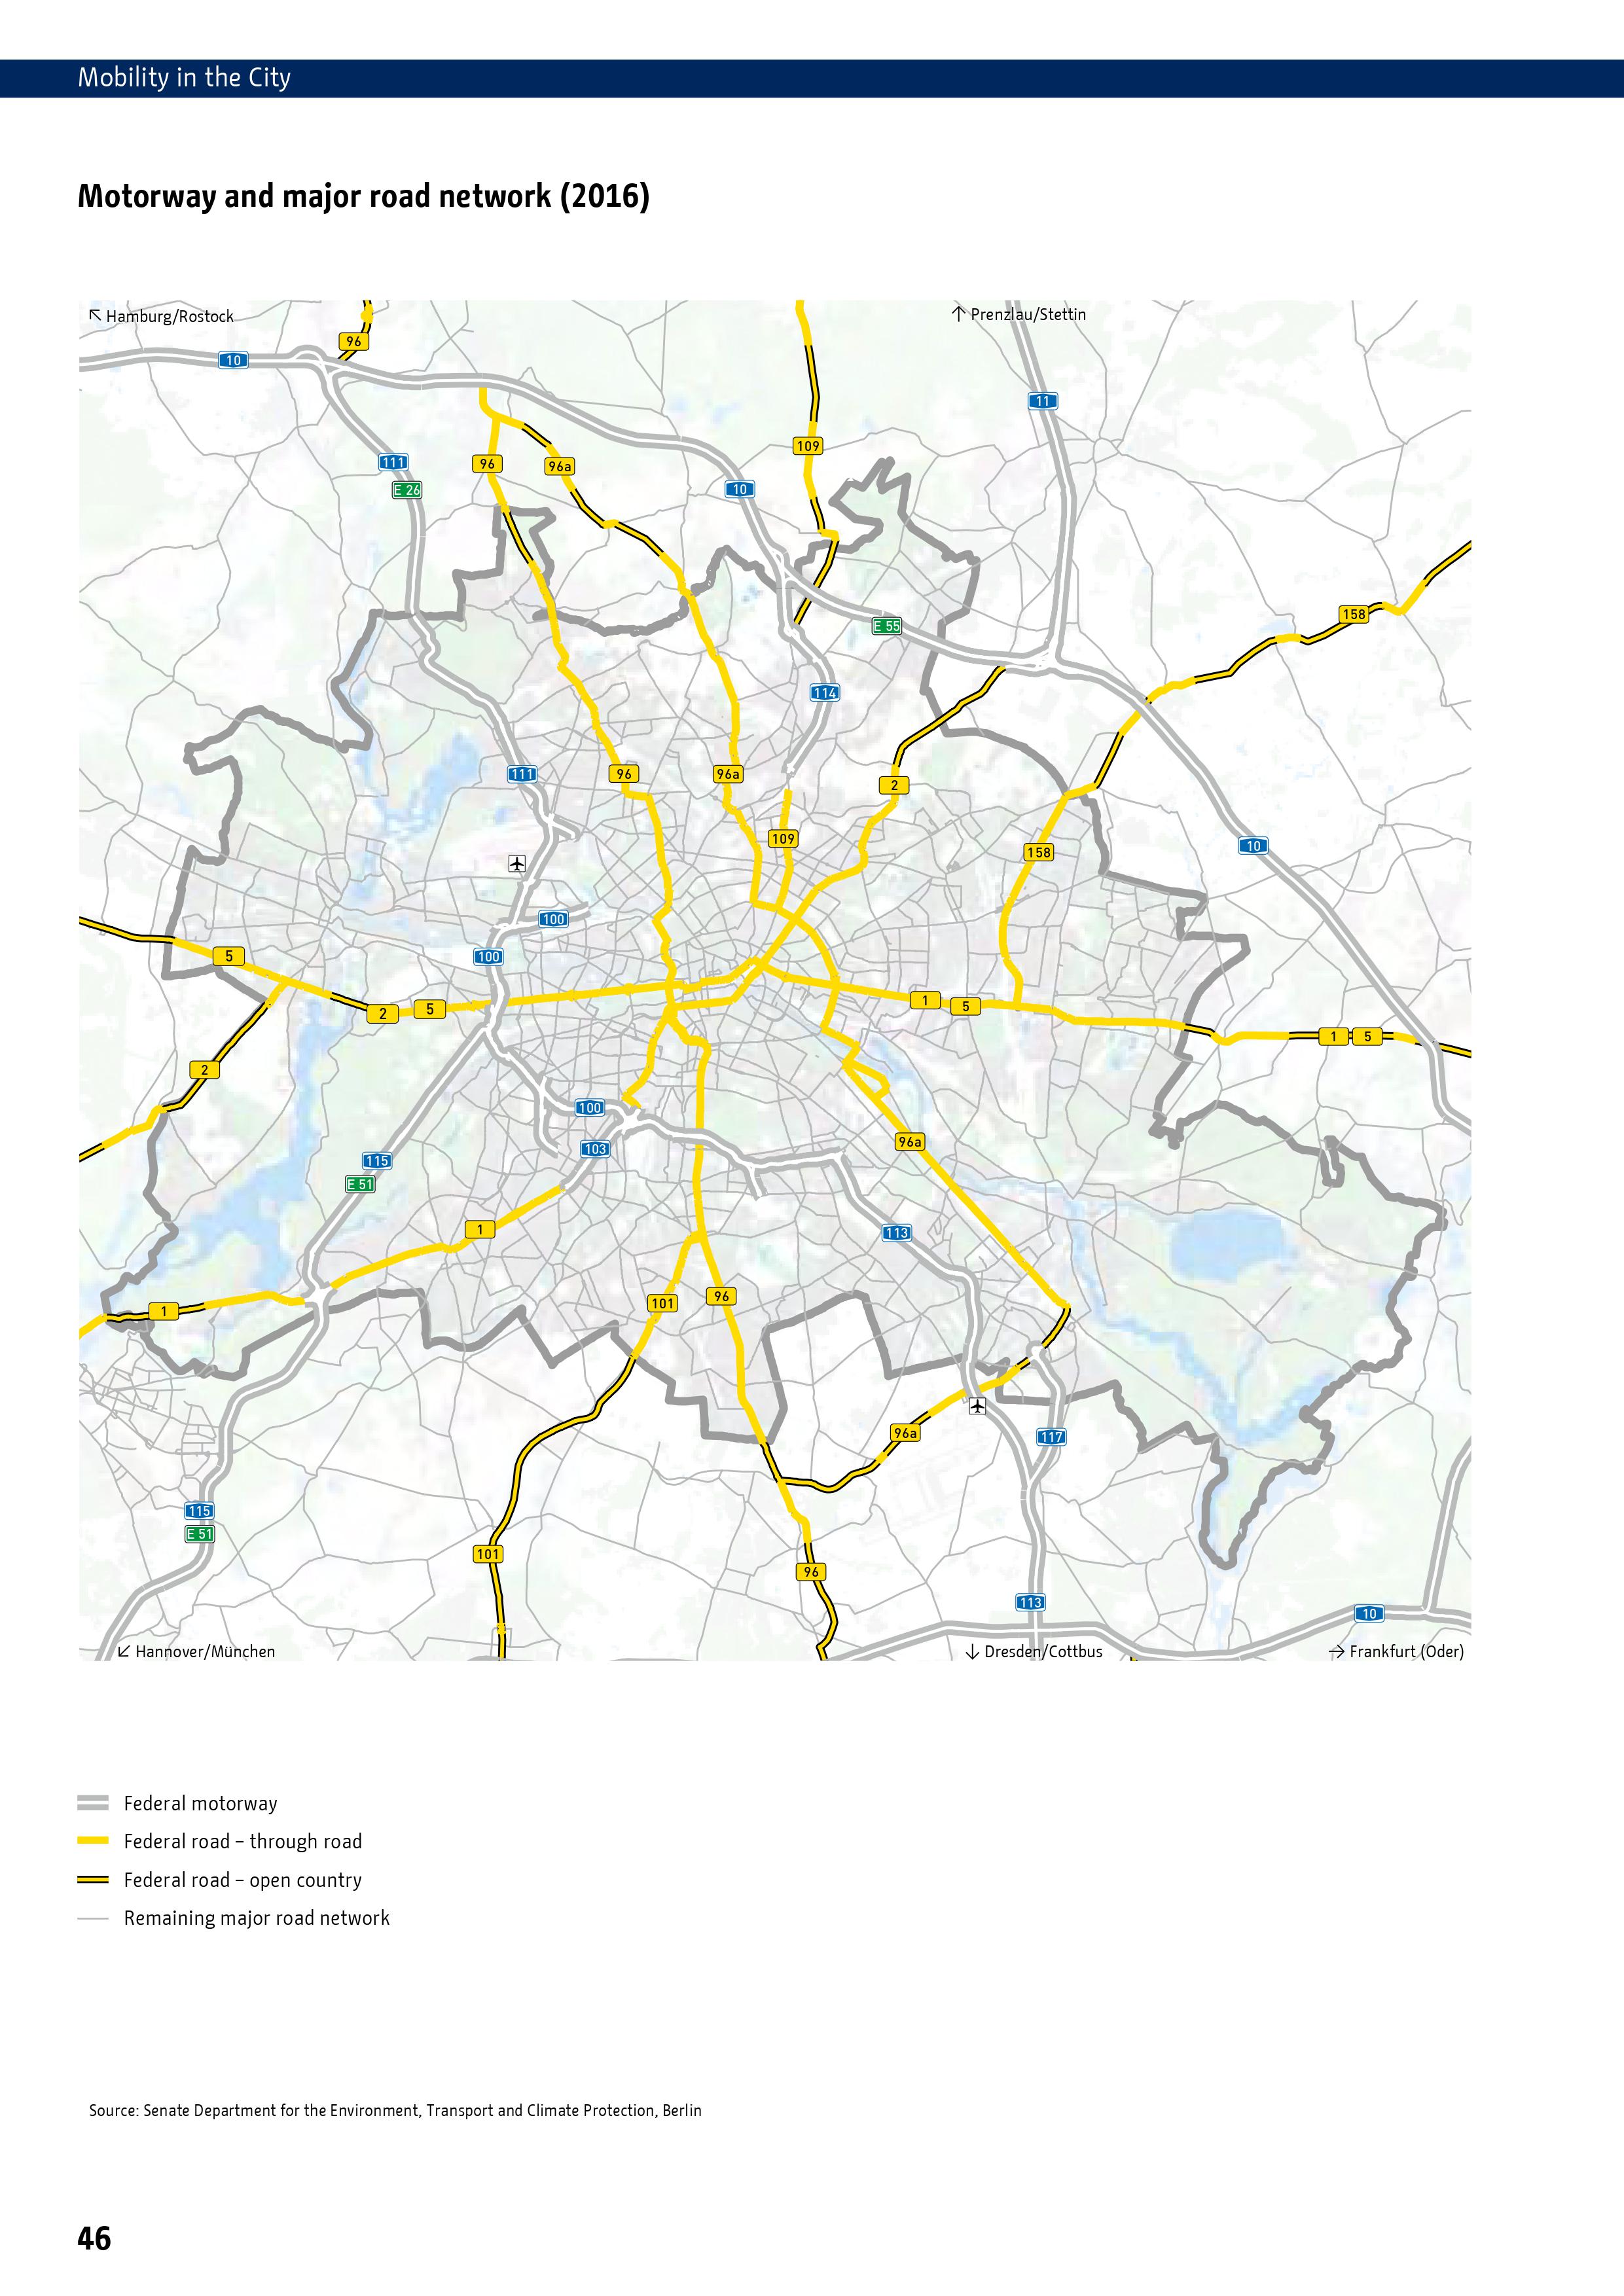 Mobility in the City
Motorway and major road network (2016)
↖ Hamburg/Rostock
↑ Prenzlau/Stettin
96
10
11
111
96
96a
109
E 26
10
158
E 55
114
111
96
96a
2
109
10
158
100
5
100
2
5
1
5
1
5
2
100
103
96a
115
E 51
1
113
101
96
1
96a
117
115
E 51
101
96
113
10
↙ Hannover/München
↓ Dresden/Cottbus
→ Frankfurt (Oder)
Federal motorway
Federal road – through road
Federal road – open country
Remaining major road network
Source: Senate Department for the Environment, Transport and Climate Protection, Berlin
46